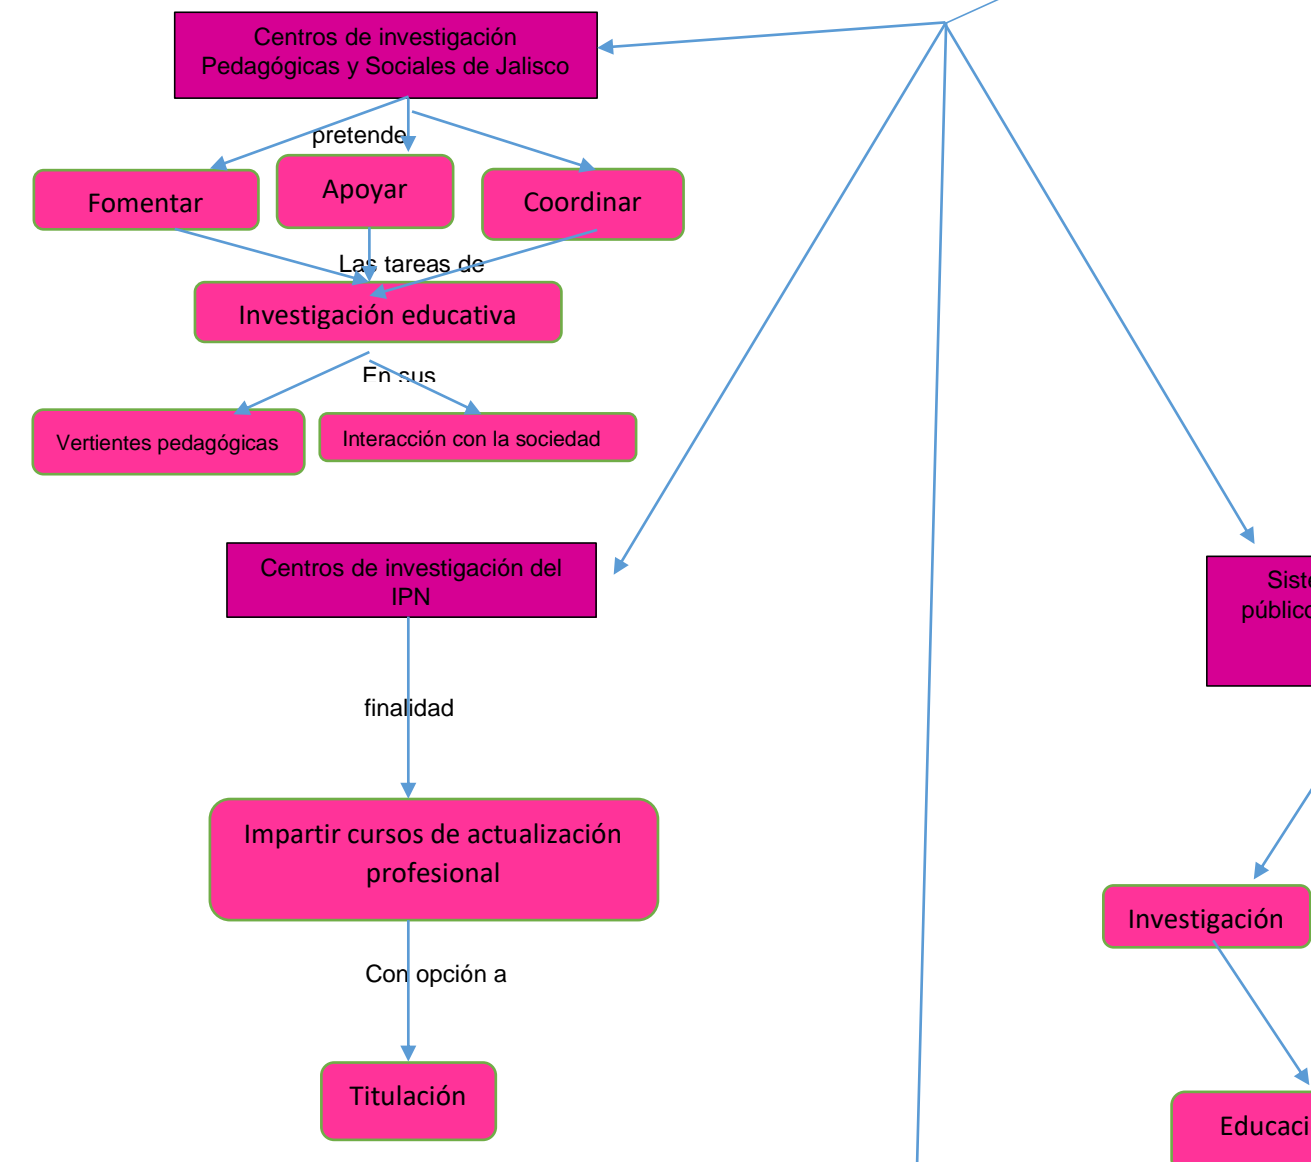 Centros de investigación
Pedagógicas y Sociales de Jalisco
pretende
Fomentar
Apoyar
Coordinar
Las tareas de
Investigación educativa
En sus
Vertientes pedagógicas
Interacción con la sociedad
Centros de investigación del
IPN
finalidad
Impartir cursos de actualización
profesional
Con opción a
Titulación
Investigación